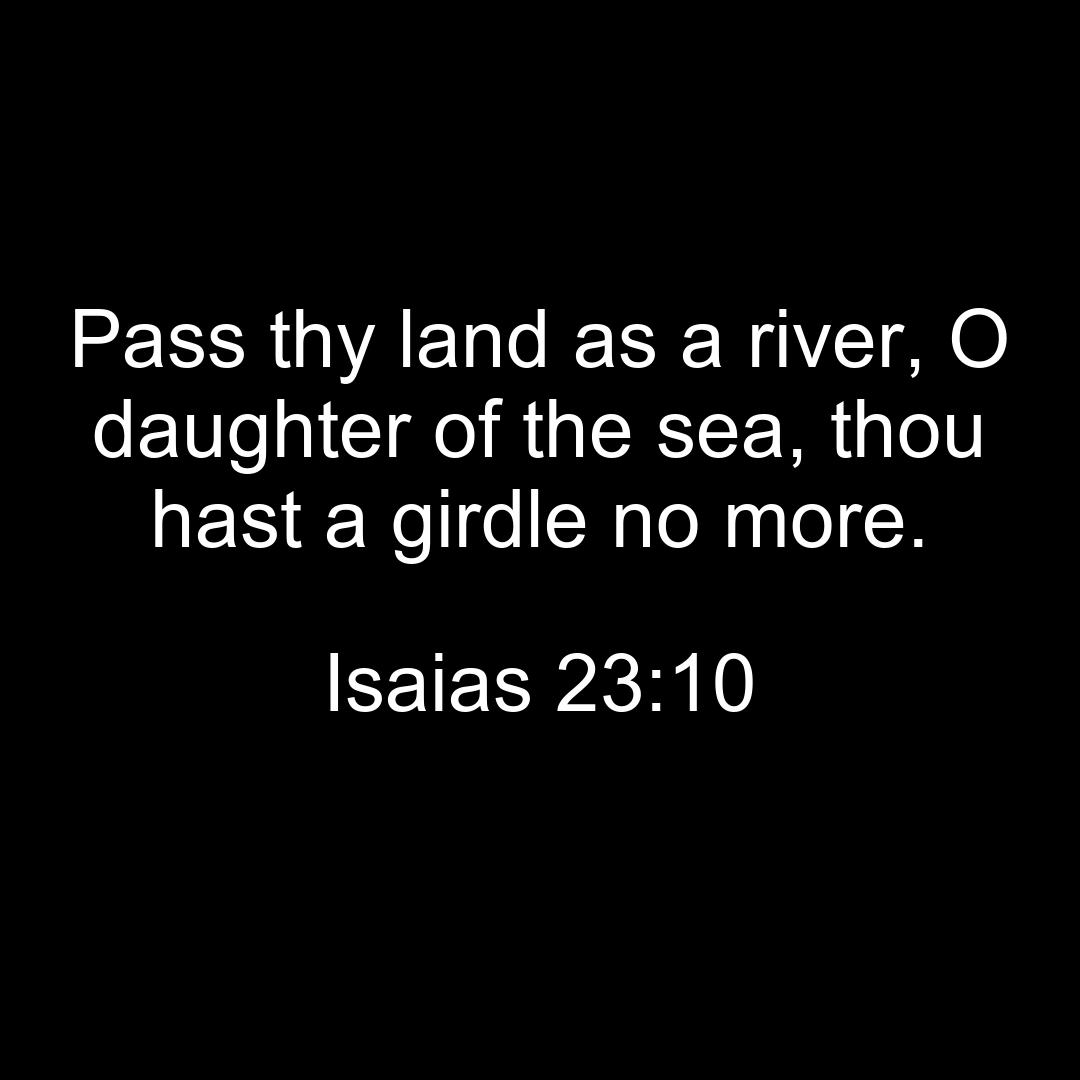 Pass thy land as a river, O
daughter of the sea, thou
hast a girdle no more.
Isaias 23:10